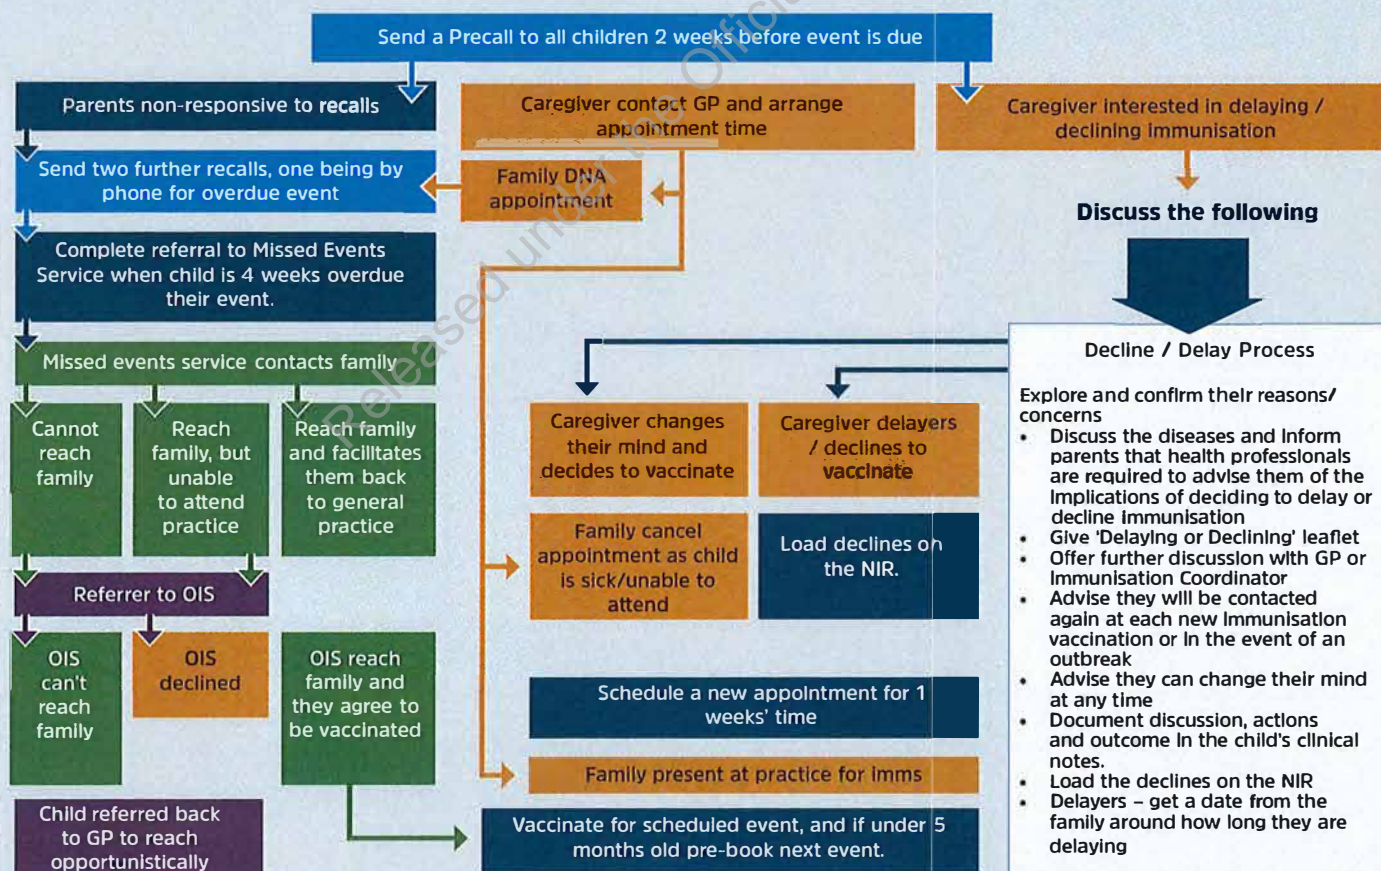 Send a Precall to all children 2 weeks before event is due
Parents non-responsive to recalls
Caregiver contact GP and arrange
appointment time
Caregiver interested in delaying /
declining immunisation
Send two further recalls, one being by
phone for overdue event
Family DNA
appointment
Discuss the following
Complete referral to Missed Events
Service when child is 4 weeks overdue
their event.
Missed events service contacts family
Cannot
reach
family
Reach
family, but
unable
to attend
practice
Reach family
and facilitates
them back
to general
practice
Caregiver changes
their mind and
decides to vaccinate
Caregiver delayers
/ declines to
vaccinate
Family cancel
appointment as child
is sick/unable to
attend
Load declines on
the NIR.
Referrer to OIS
OIS
can't
reach
family
OIS
declined
OIS reach
family and
they agree to
be vaccinated
Schedule a new appointment for 1
weeks' time
Family present at practice for imms
Child referred back
to GP to reach
opportunistically
Vaccinate for scheduled event, and if under 5
months old pre-book next event.
Decline / Delay Process
Explore and confirm their reasons/
concerns
• Discuss the diseases and inform
parents that health professionals
are required to advise them of the
implications of deciding to delay or
decline immunisation
• Give 'Delaying or Declining' leaflet
• Offer further discussion with GP or
Immunisation Coordinator
• Advise they will be contacted
again at each new immunisation
vaccination or in the event of an
outbreak
• Advise they can change their mind
at any time
• Document discussion, actions
and outcome in the child's clinical
notes.
• Load the declines on the NIR
• Delayers – get a date from the
family around how long they are
delaying
Released under the Offici